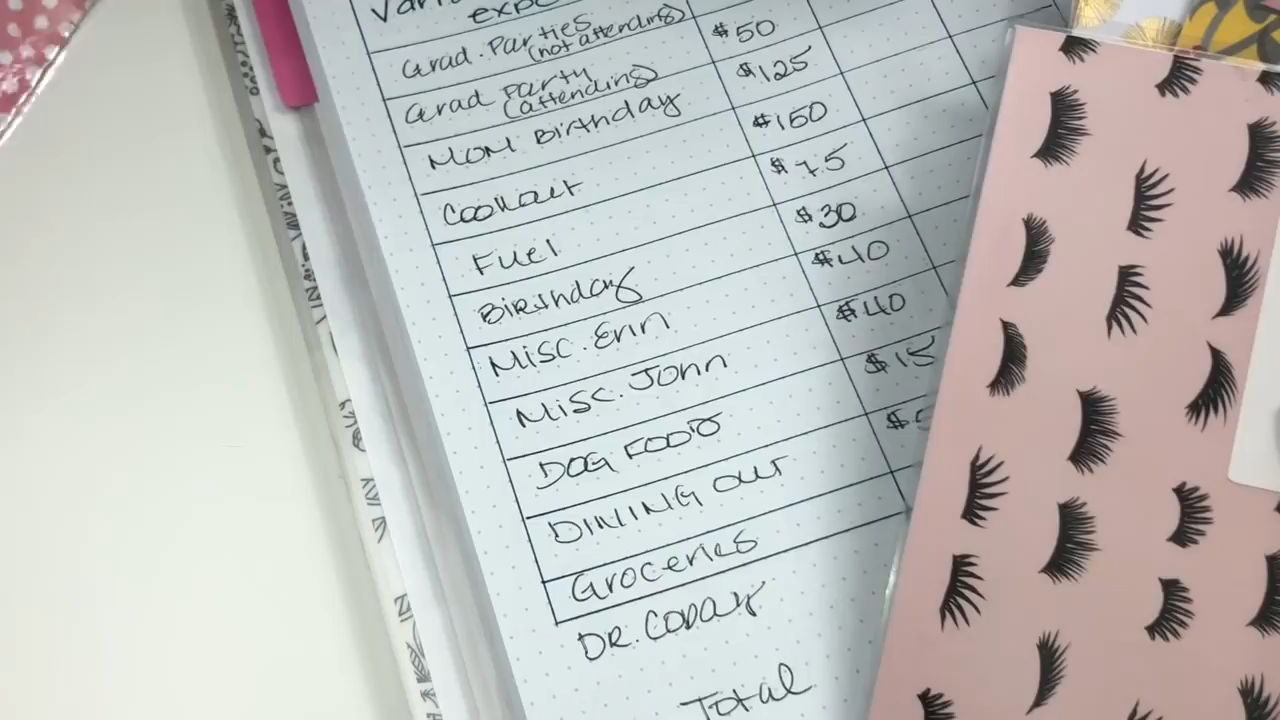 Grad. Parties
(not attending)
Grad Party
(attending) $50
Mom Birthday $125
Cookout $150
Fuel $75
Birthday $30
Misc. Erin $40
Misc. John $40
Dog Food $15
Dining Out
Groceries
Dr. Coday
Total